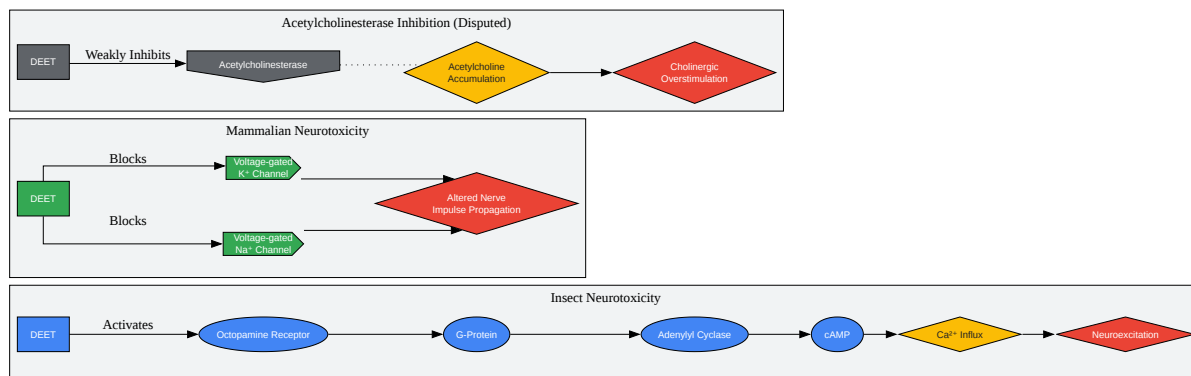 Acetylcholinesterase Inhibition (Disputed)
DEET
Weakly Inhibits
Acetylcholinesterase
Acetylcholine
Accumulation
Cholinergic
Overstimulation
Mammalian Neurotoxicity
DEET
Blocks
Voltage-gated
K⁺ Channel
Blocks
Voltage-gated
Na⁺ Channel
Altered Nerve
Impulse Propagation
Insect Neurotoxicity
DEET
Activates
Octopamine Receptor
G-Protein
Adenylyl Cyclase
cAMP
Ca²⁺ Influx
Neuroexcitation